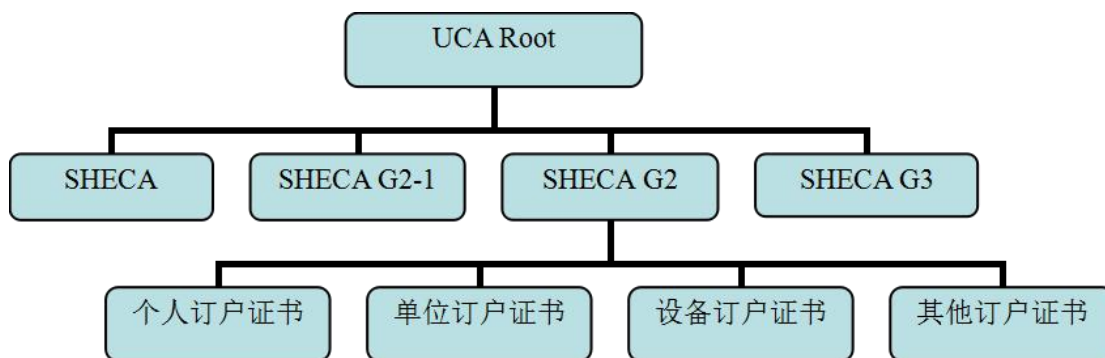 UCA Root
SHECA
SHECA G2-1
SHECA G2
SHECA G3
个人订户证书
单位订户证书
设备订户证书
其他订户证书